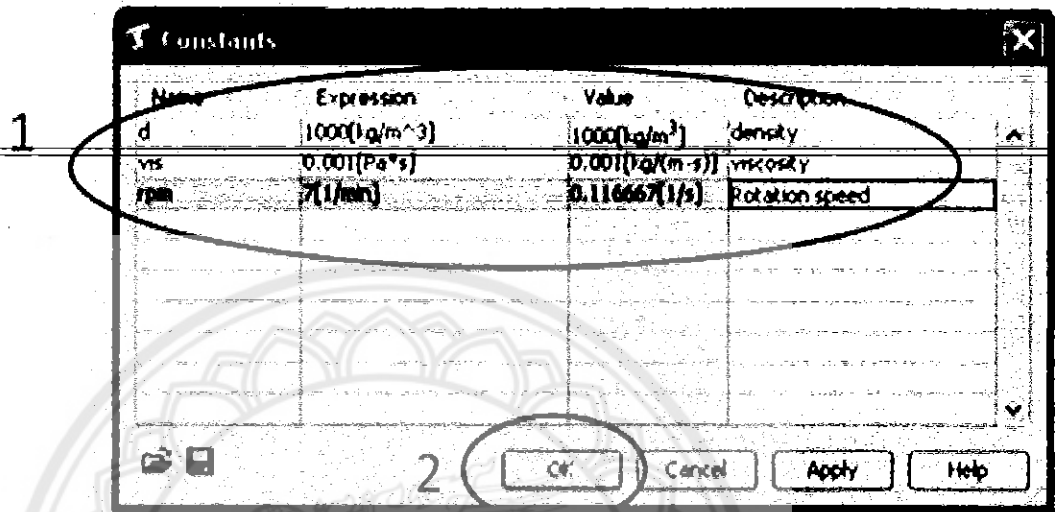 Constants
Name Expression Value Description
1
d 1000[kg/m^3] 1000[kg/m³] density
vis 0.001[Pa*s] 0.001[kg/(m·s)] viscosity
rpm 7[1/min] 0.116667[1/s] Rotation speed
2
OK Cancel Apply Help